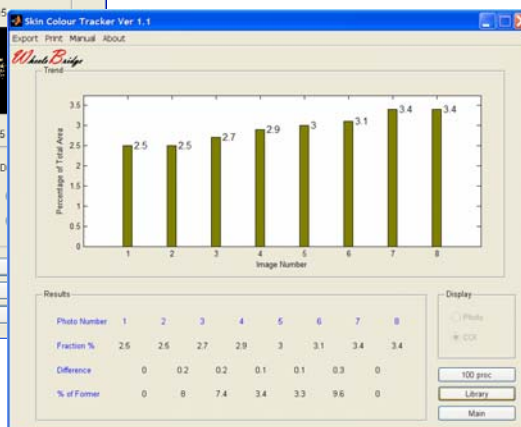 Skin Colour Tracker Ver 1.1
Export Print Manual About
Wheels Bridge
Trend
Percentage of Total Area
3.5
3
2.5
2
1.5
1
0.5
0
2.5 2.5 2.7 2.9 3 3.1 3.4 3.4
1 2 3 4 5 6 7 8
Image Number
Results
Photo Number 1 2 3 4 5 6 7 8
Fraction % 2.5 2.5 2.7 2.9 3 3.1 3.4 3.4
Difference 0 0.2 0.2 0.1 0.1 0.3 0
% of Former 0 8 7.4 3.4 3.3 9.6 0
Display
Photo
100 proc
Library
Main